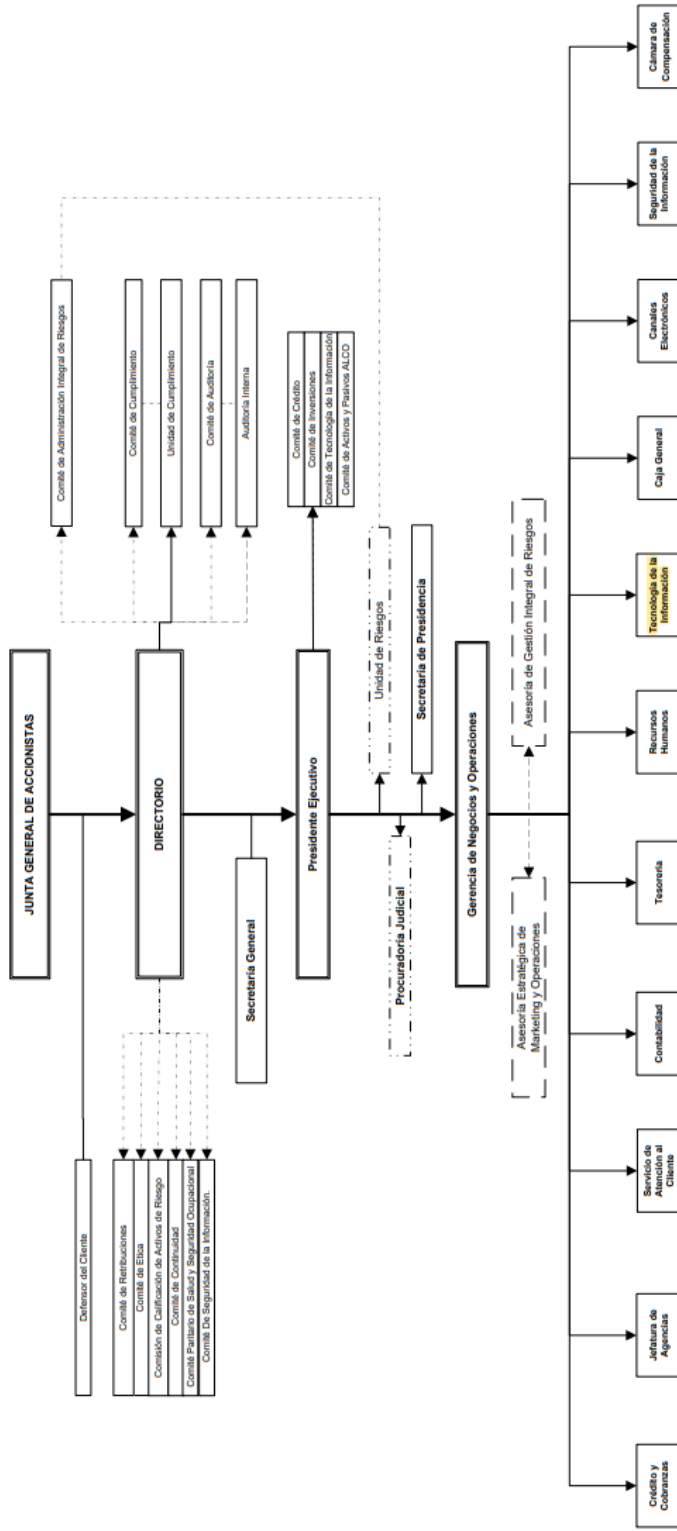 JUNTA GENERAL DE ACCIONISTAS
Defensor del Cliente
DIRECTORIO
Comité de Retribuciones
Comité de Etica
Comisión de Calificación de Activos de Riesgo
Comité de Continuidad
Comité Paritario de Salud y Seguridad Ocupacional
Comité De Seguridad de la Información.
Comité de Administración Integral de Riesgos
Comité de Cumplimiento
Unidad de Cumplimiento
Comité de Auditoría
Auditoría Interna
Secretaría General
Presidente Ejecutivo
Comité de Crédito
Comité de Inversiones
Comité de Tecnología de la Información
Comité de Activos y Pasivos ALCO
Unidad de Riesgos
Procuradoría Judicial
Secretaria de Presidencia
Gerencia de Negocios y Operaciones
Asesoría Estratégica de
Marketing y Operaciones
Asesoría de Gestión Integral de Riesgos
Crédito y
Cobranzas
Jefatura de
Agencias
Servicio de
Atención al
Cliente
Contabilidad
Tesorería
Recursos
Humanos
Tecnología de la
Información
Caja General
Canales
Electrónicos
Seguridad de la
Información
Cámara de
Compensación